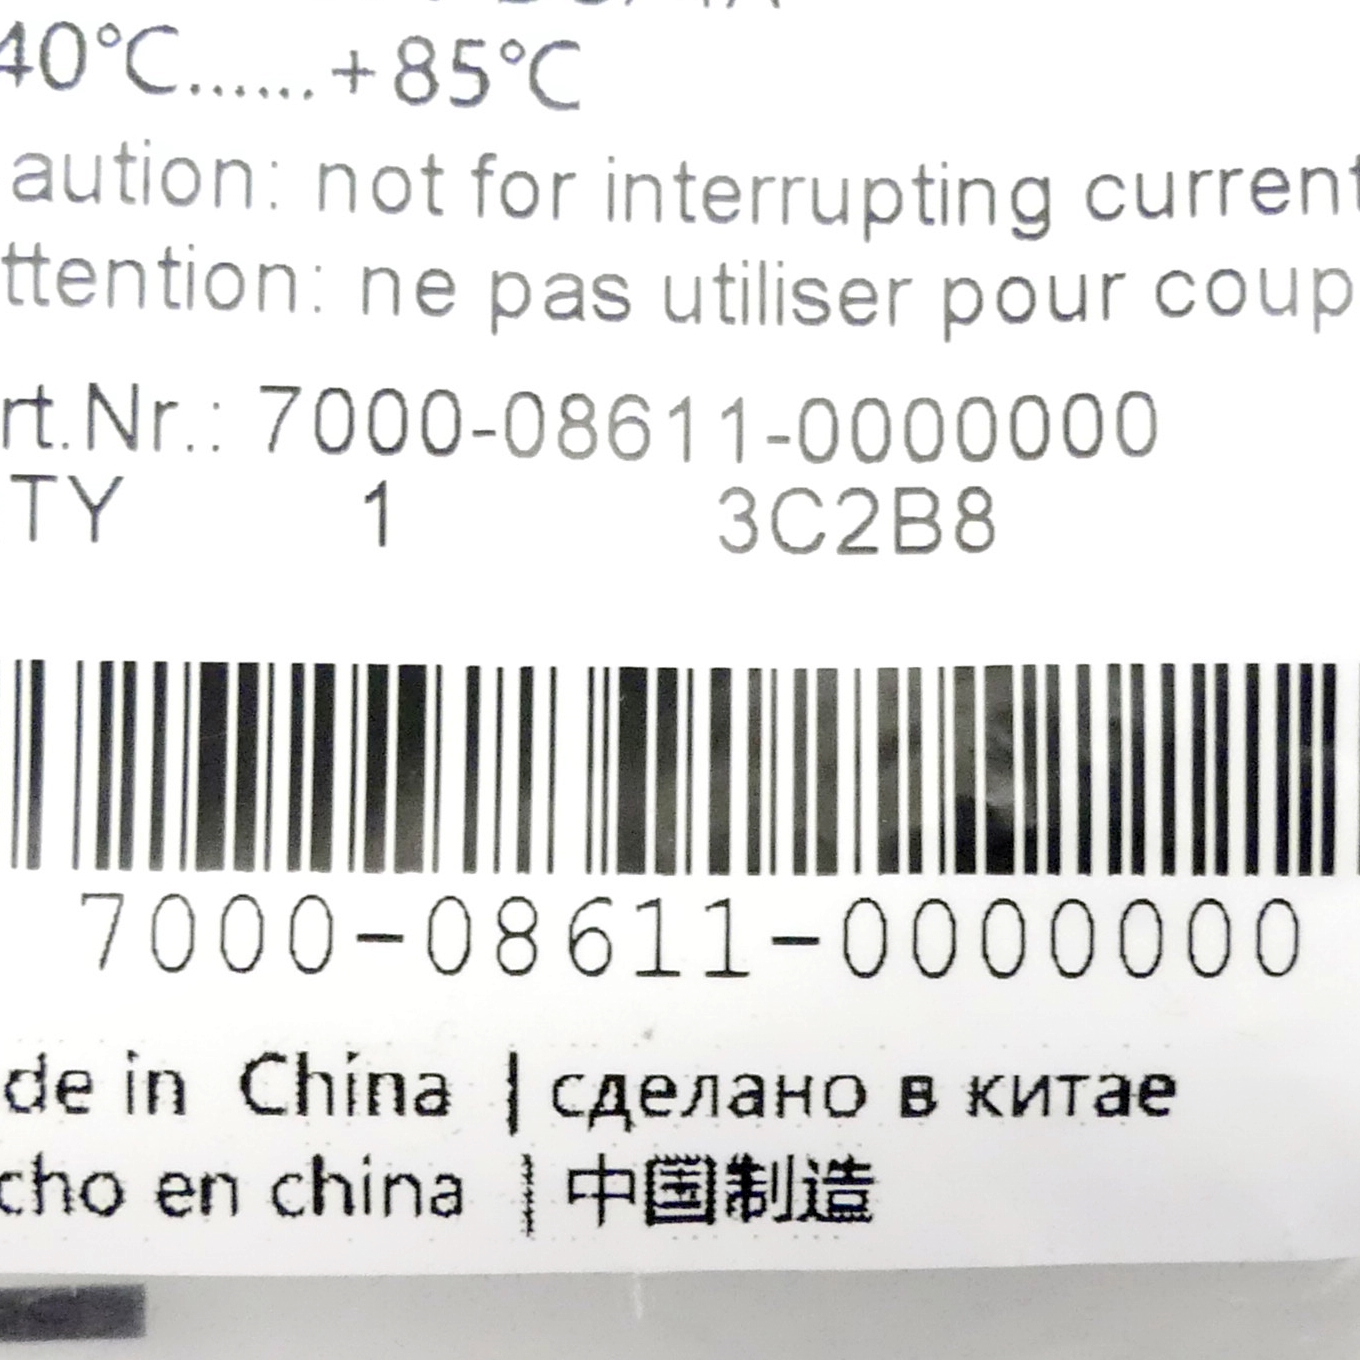 40°C......+85°C
aution: not for interrupting current
ttention: ne pas utiliser pour coup
rt.Nr.: 7000-08611-0000000
TY 1 3C2B8
7000-08611-0000000
de in China | сделано в китае
cho en china | 中国制造